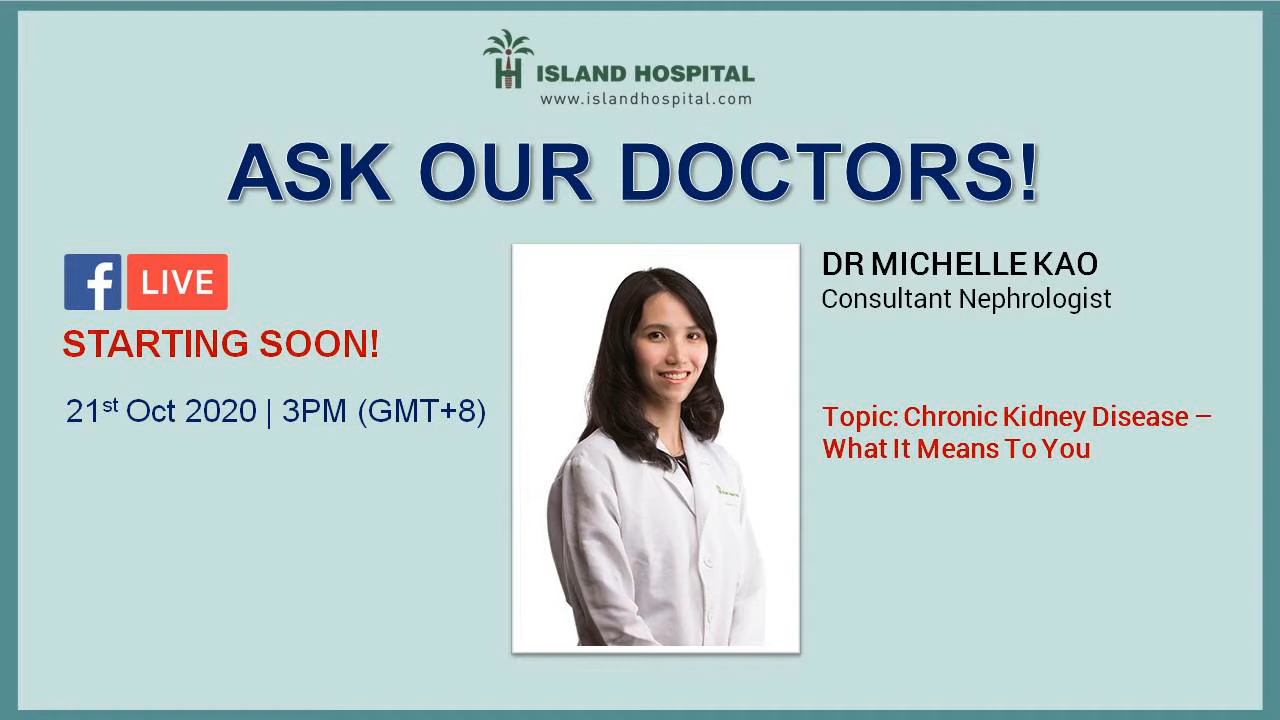 ISLAND HOSPITAL
www.islandhospital.com
ASK OUR DOCTORS!
f LIVE
STARTING SOON!
21st Oct 2020 | 3PM (GMT+8)
DR MICHELLE KAO
Consultant Nephrologist
Topic: Chronic Kidney Disease –
What It Means To You